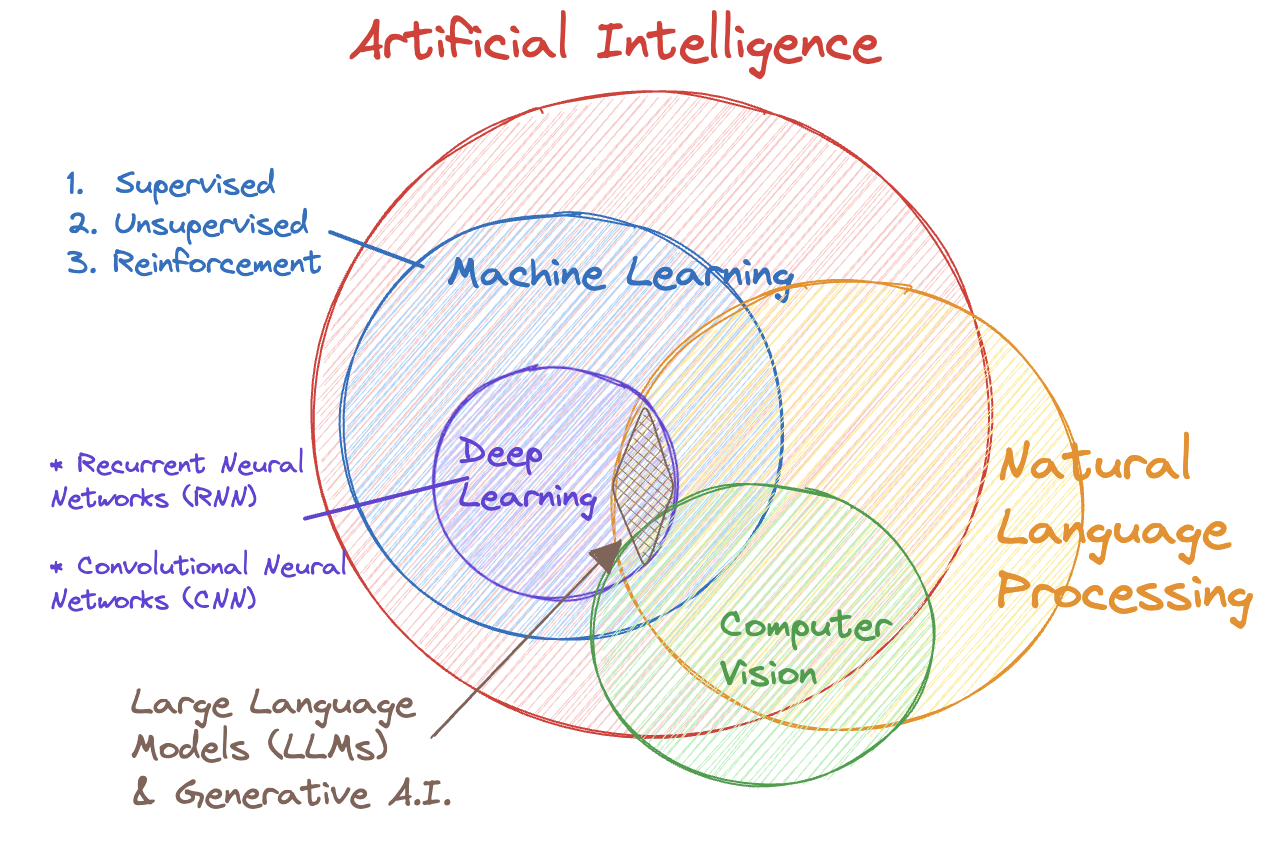 Artificial Intelligence
1. Supervised
2. Unsupervised
3. Reinforcement
Machine Learning
* Recurrent Neural
Networks (RNN)
* Convolutional Neural
Networks (CNN)
Deep
Learning
Natural
Language
Processing
Computer
Vision
Large Language
Models (LLMs)
& Generative A.I.